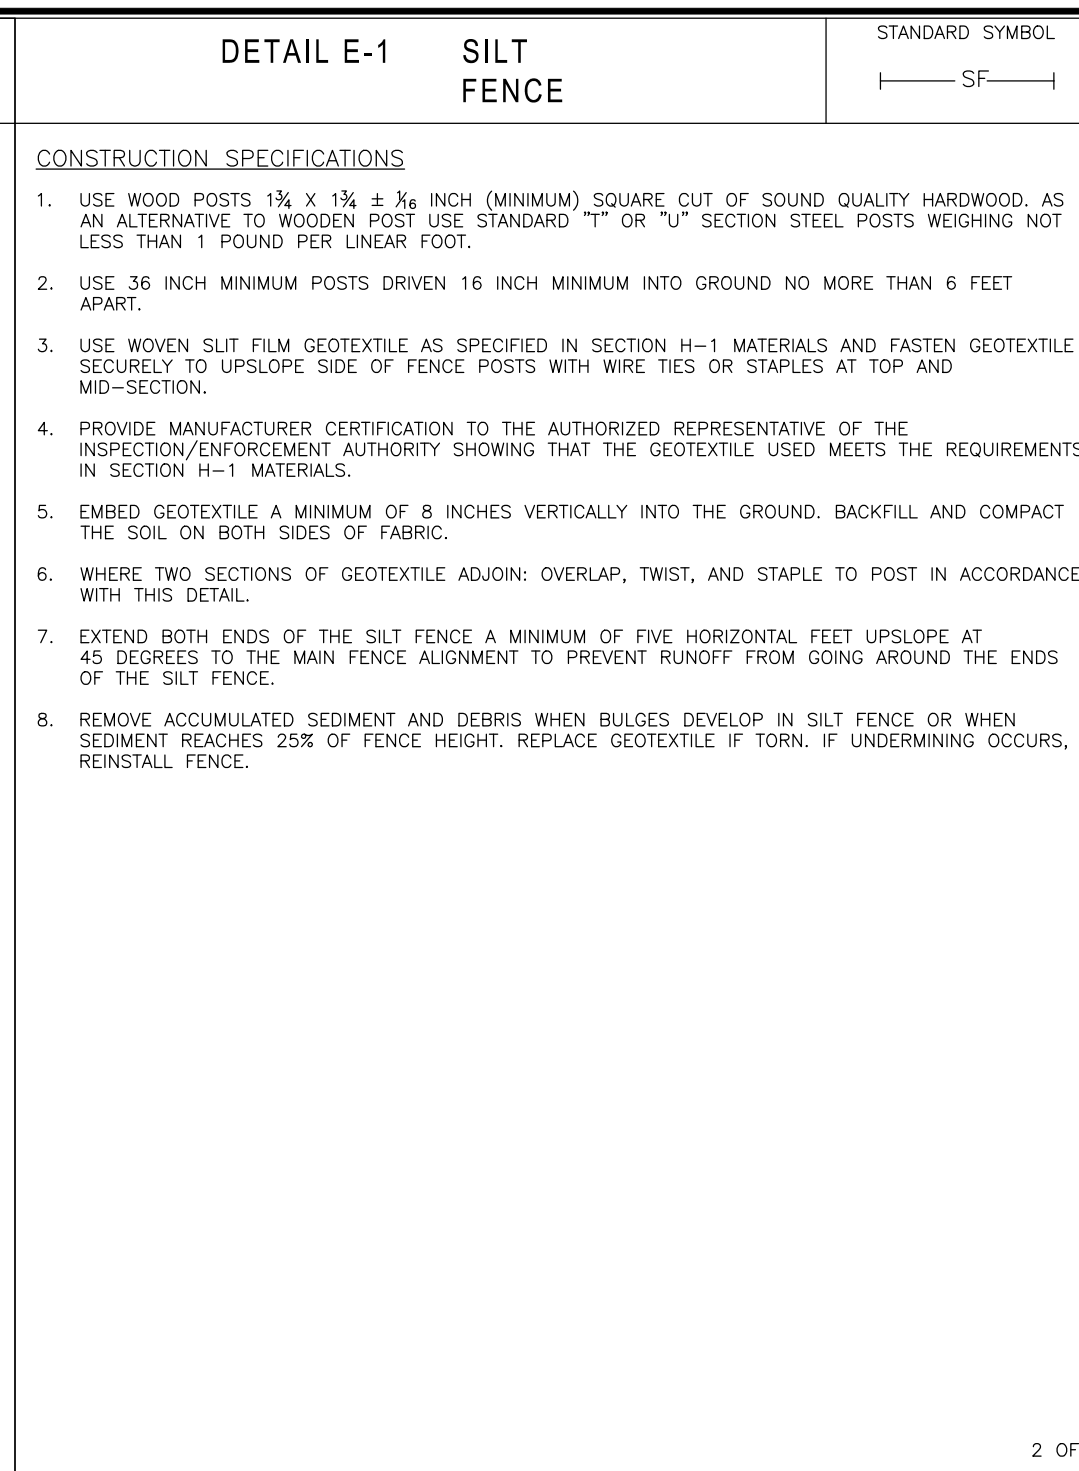 DETAIL E-1 SILT
FENCE
STANDARD SYMBOL
SF
CONSTRUCTION SPECIFICATIONS
1. USE WOOD POSTS 1¾ X 1¾ ± 1/16 INCH (MINIMUM) SQUARE CUT OF SOUND QUALITY HARDWOOD. AS
AN ALTERNATIVE TO WOODEN POST USE STANDARD "T" OR "U" SECTION STEEL POSTS WEIGHING NOT
LESS THAN 1 POUND PER LINEAR FOOT.
2. USE 36 INCH MINIMUM POSTS DRIVEN 16 INCH MINIMUM INTO GROUND NO MORE THAN 6 FEET
APART.
3. USE WOVEN SLIT FILM GEOTEXTILE AS SPECIFIED IN SECTION H-1 MATERIALS AND FASTEN GEOTEXTILE
SECURELY TO UPSLOPE SIDE OF FENCE POSTS WITH WIRE TIES OR STAPLES AT TOP AND
MID-SECTION.
4. PROVIDE MANUFACTURER CERTIFICATION TO THE AUTHORIZED REPRESENTATIVE OF THE
INSPECTION/ENFORCEMENT AUTHORITY SHOWING THAT THE GEOTEXTILE USED MEETS THE REQUIREMENTS
IN SECTION H-1 MATERIALS.
5. EMBED GEOTEXTILE A MINIMUM OF 8 INCHES VERTICALLY INTO THE GROUND. BACKFILL AND COMPACT
THE SOIL ON BOTH SIDES OF FABRIC.
6. WHERE TWO SECTIONS OF GEOTEXTILE ADJOIN: OVERLAP, TWIST, AND STAPLE TO POST IN ACCORDANCE
WITH THIS DETAIL.
7. EXTEND BOTH ENDS OF THE SILT FENCE A MINIMUM OF FIVE HORIZONTAL FEET UPSLOPE AT
45 DEGREES TO THE MAIN FENCE ALIGNMENT TO PREVENT RUNOFF FROM GOING AROUND THE ENDS
OF THE SILT FENCE.
8. REMOVE ACCUMULATED SEDIMENT AND DEBRIS WHEN BULGES DEVELOP IN SILT FENCE OR WHEN
SEDIMENT REACHES 25% OF FENCE HEIGHT. REPLACE GEOTEXTILE IF TORN. IF UNDERMINING OCCURS,
REINSTALL FENCE.
2 OF